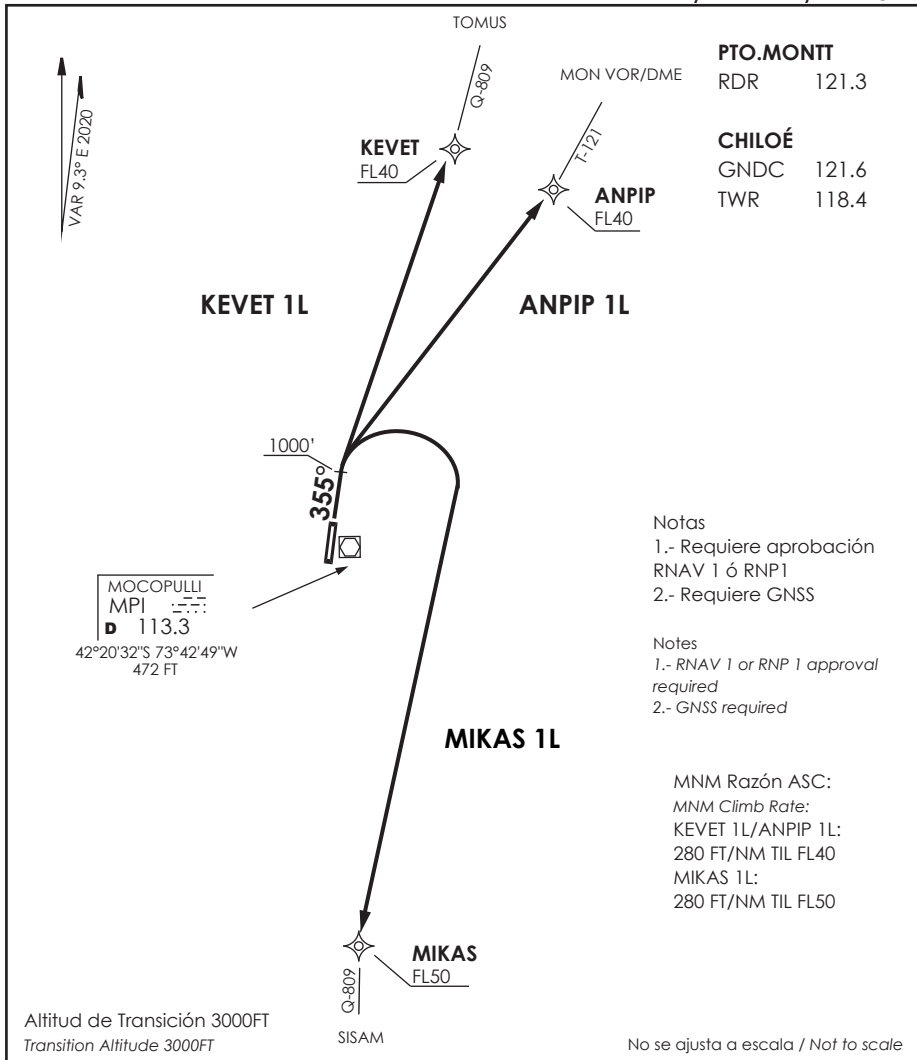 TOMUS
Q-809
MON VOR/DME
T-121
PTO.MONTT
RDR 121.3
CHILOÉ
GNDC 121.6
TWR 118.4
VAR 9.3° E 2020
KEVET
FL40
ANPIP
FL40
KEVET 1L
ANPIP 1L
1000'
355°
MOCOPULLI
MPI
D 113.3
42°20'32"S 73°42'49"W
472 FT
Notas
1.- Requiere aprobación
RNAV 1 ó RNP1
2.- Requiere GNSS
Notes
1.- RNAV 1 or RNP 1 approval
required
2.- GNSS required
MIKAS 1L
MNM Razón ASC:
MNM Climb Rate:
KEVET 1L/ANPIP 1L:
280 FT/NM TIL FL40
MIKAS 1L:
280 FT/NM TIL FL50
MIKAS
FL50
Q-809
SISAM
Altitud de Transición 3000FT
Transition Altitude 3000FT
No se ajusta a escala / Not to scale